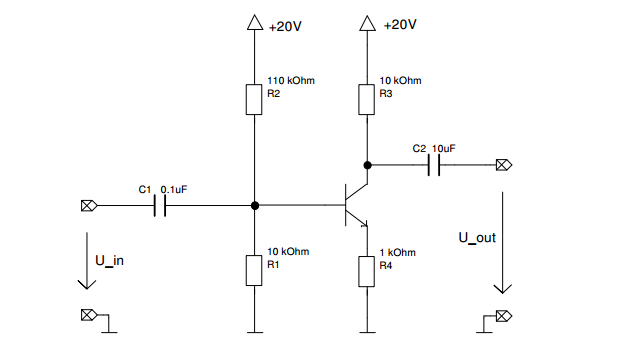 +20V
+20V
110 kOhm
R2
10 kOhm
R3
C2 10uF
C1 0.1uF
U_out
10 kOhm
R1
1 kOhm
R4
U_in